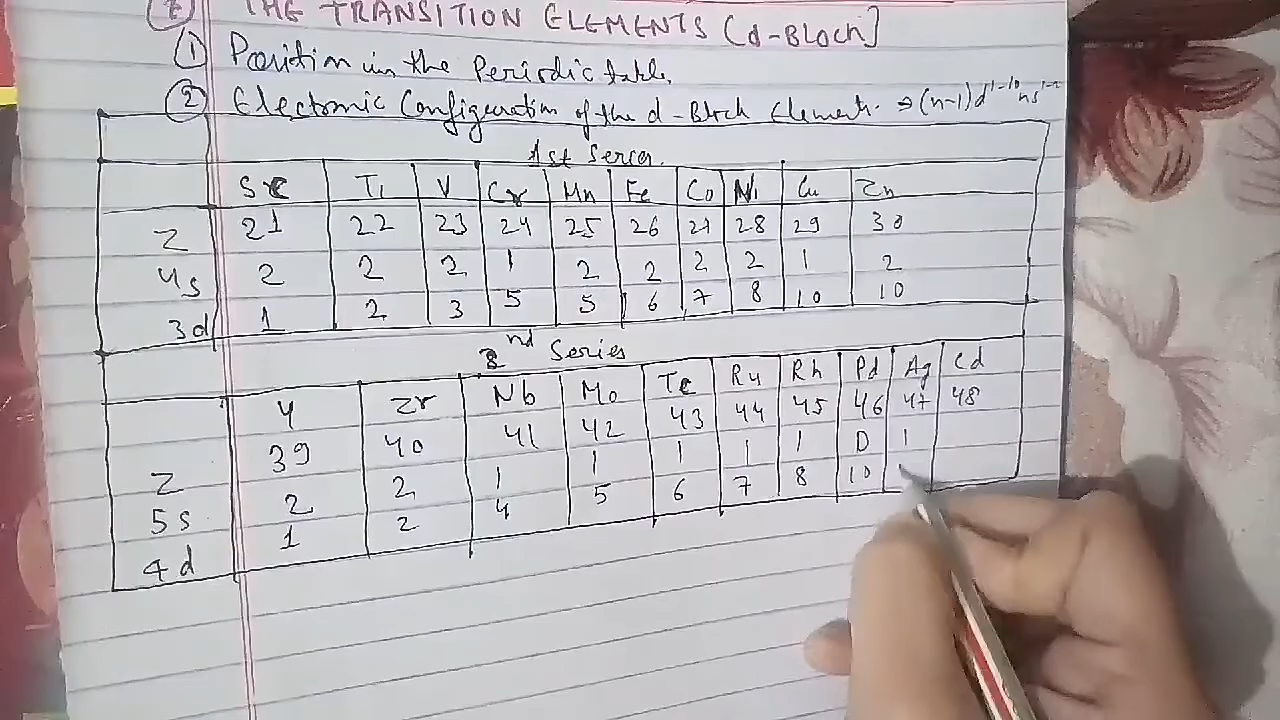 7 THE TRANSITION ELEMENTS (d-BLOCK]
1 Position in the Periodic table.
2 Electornic Configuration of the d-Block Element. ⇒ (n-1)d1-10 ns1-2
1st Series.
Sc Ti V Cr Mn Fe Co Ni Cu Zn
Z 21 22 23 24 25 26 27 28 29 30
4s 2 2 2 1 2 2 2 2 1 2
3d 1 2 3 5 5 6 7 8 10 10
2nd Series
Y Zr Nb Mo Tc Ru Rh Pd Ag Cd
Z 39 40 41 42 43 44 45 46 47 48
5s 2 2 1 1 1 1 1 0 1
4d 1 2 4 5 6 7 8 10 1